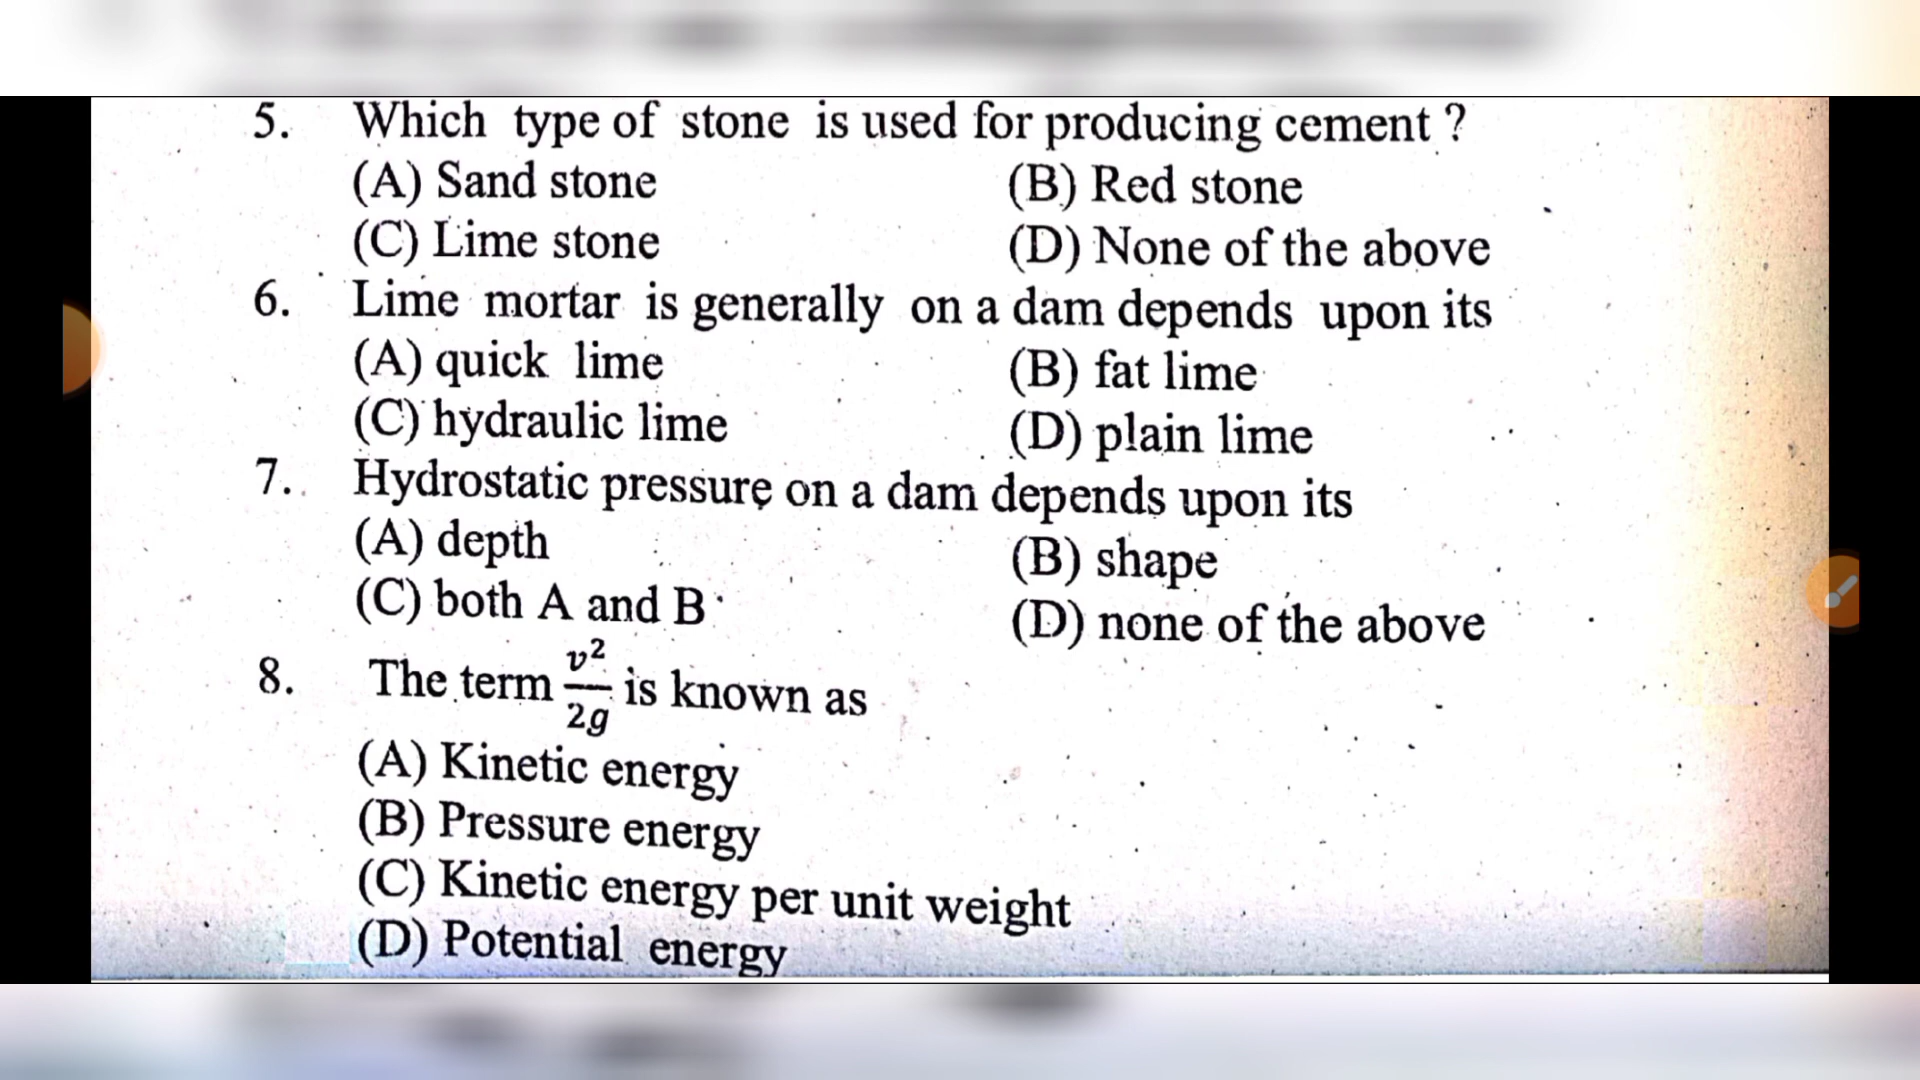 5. Which type of stone is used for producing cement ?
(A) Sand stone (B) Red stone
(C) Lime stone (D) None of the above
6. Lime mortar is generally on a dam depends upon its
(A) quick lime (B) fat lime
(C) hydraulic lime (D) plain lime
7. Hydrostatic pressure on a dam depends upon its
(A) depth (B) shape
(C) both A and B (D) none of the above
8. The term v²/2g is known as
(A) Kinetic energy
(B) Pressure energy
(C) Kinetic energy per unit weight
(D) Potential energy